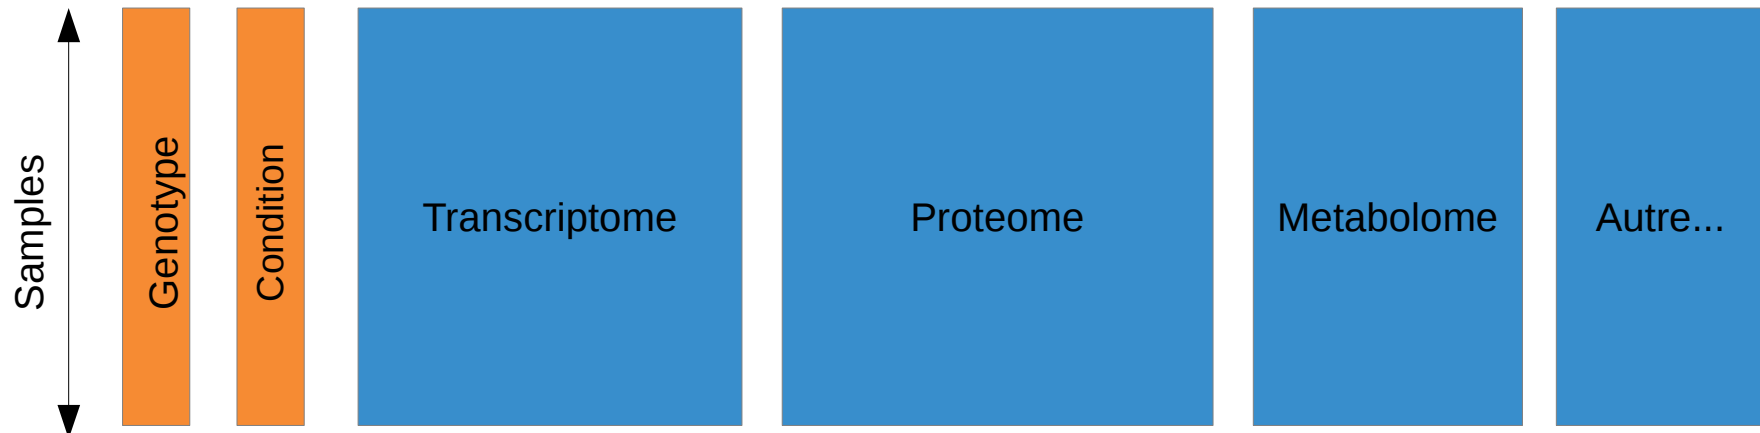 Samples
Genotype
Condition
Transcriptome
Proteome
Metabolome
Autre...